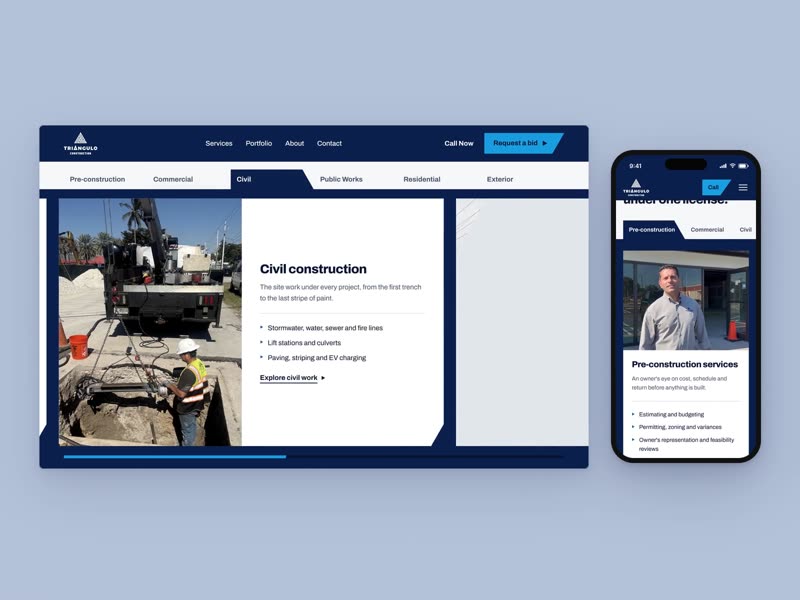 TRIÁNGULO
CONSTRUCTION
Services Portfolio About Contact
Call Now
Request a bid
Pre-construction Commercial Civil Public Works Residential Exterior
Civil construction
The site work under every project, from the first trench
to the last stripe of paint.
Stormwater, water, sewer and fire lines
Lift stations and culverts
Paving, striping and EV charging
Explore civil work
9:41
TRIÁNGULO
CONSTRUCTION
Call
under one license.
Pre-construction Commercial Civil
Pre-construction services
An owner's eye on cost, schedule and
return before anything is built.
Estimating and budgeting
Permitting, zoning and variances
Owner's representation and feasibility
reviews